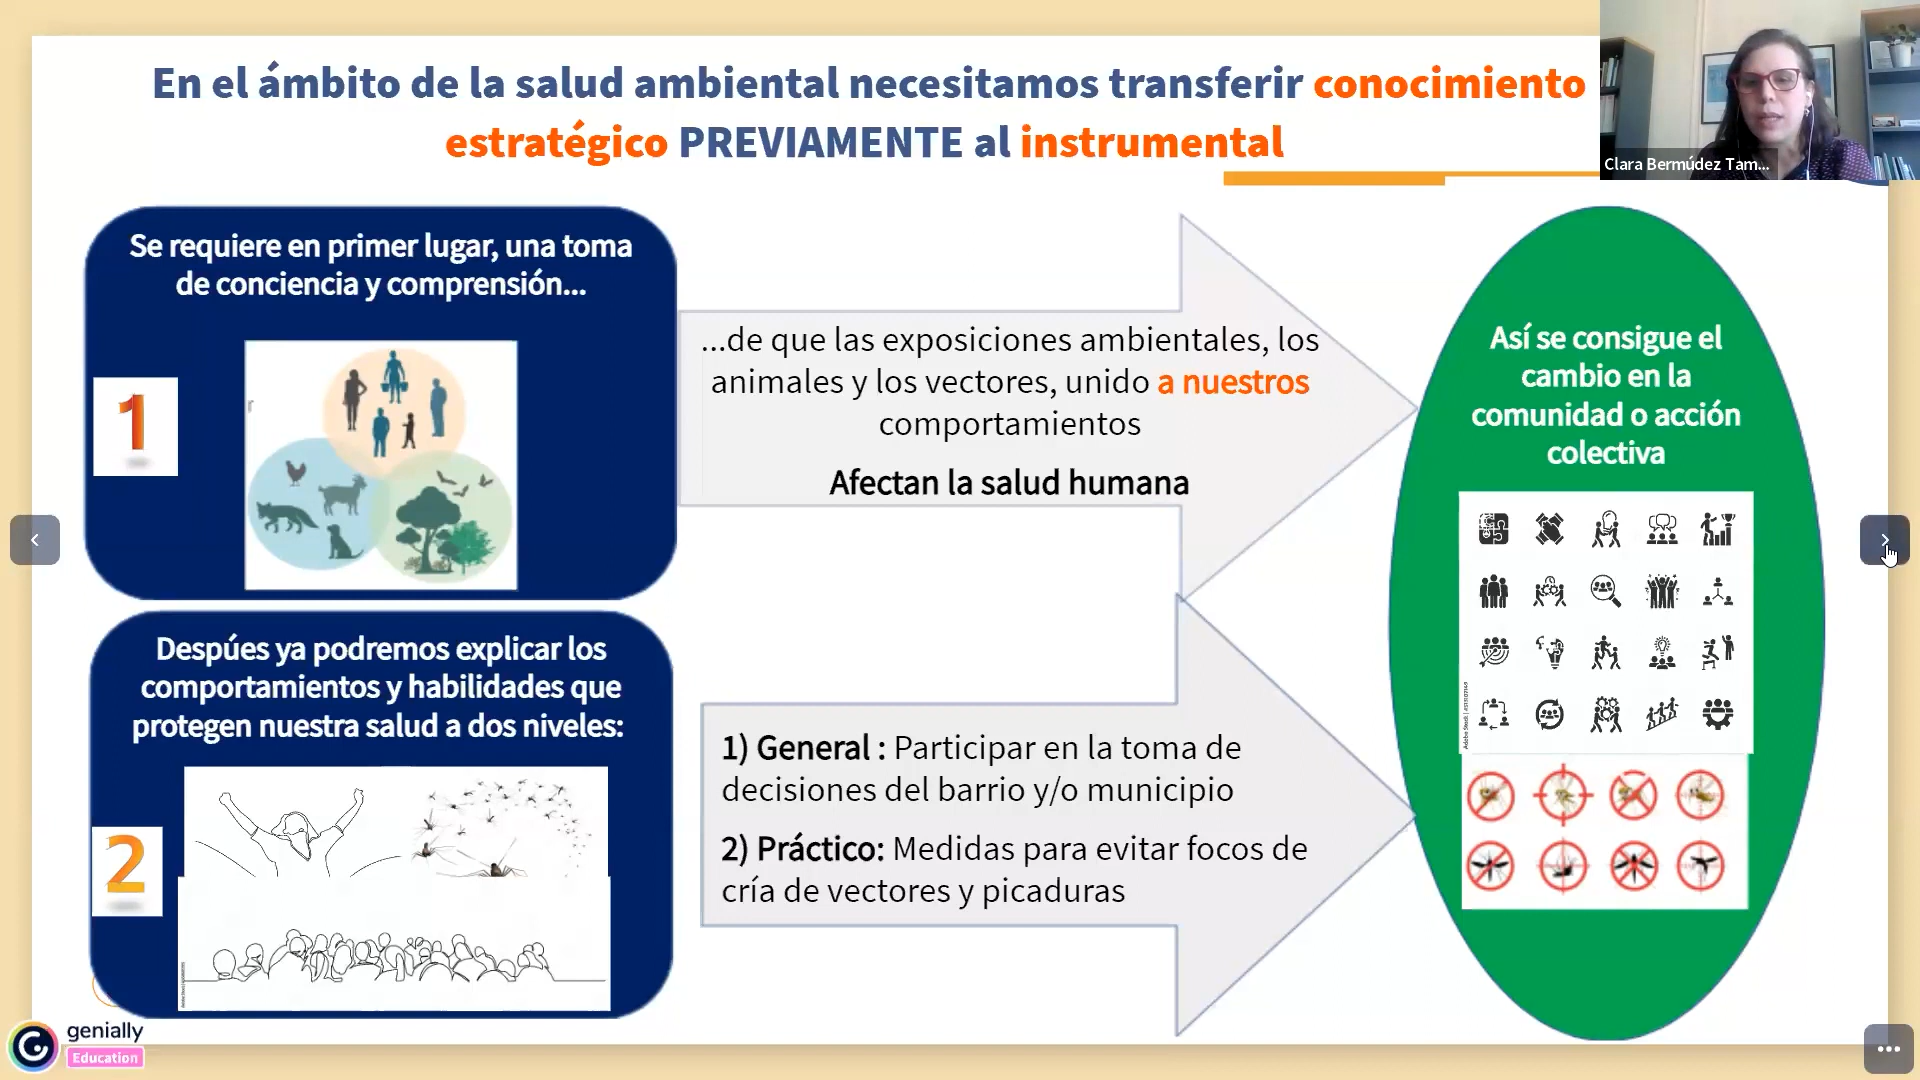 En el ámbito de la salud ambiental necesitamos transferir conocimiento
estratégico PREVIAMENTE al instrumental
Clara Bermúdez Tam...
Se requiere en primer lugar, una toma
de conciencia y comprensión...
1
...de que las exposiciones ambientales, los
animales y los vectores, unido a nuestros
comportamientos
Afectan la salud humana
Despúes ya podremos explicar los
comportamientos y habilidades que
protegen nuestra salud a dos niveles:
2
1) General : Participar en la toma de
decisiones del barrio y/o municipio
2) Práctico: Medidas para evitar focos de
cría de vectores y picaduras
Así se consigue el
cambio en la
comunidad o acción
colectiva
genially
Education